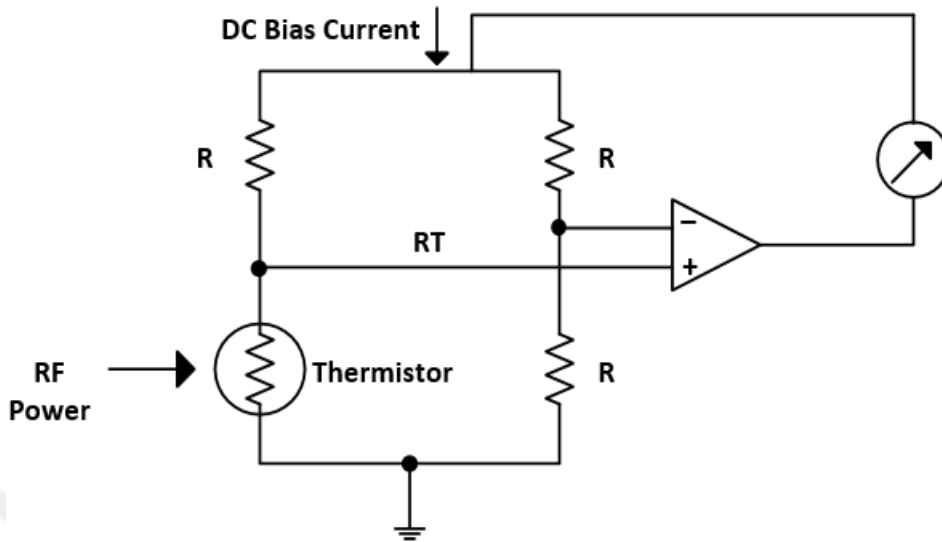 DC Bias Current
R
R
RT
−
+
RF
Power
Thermistor
R